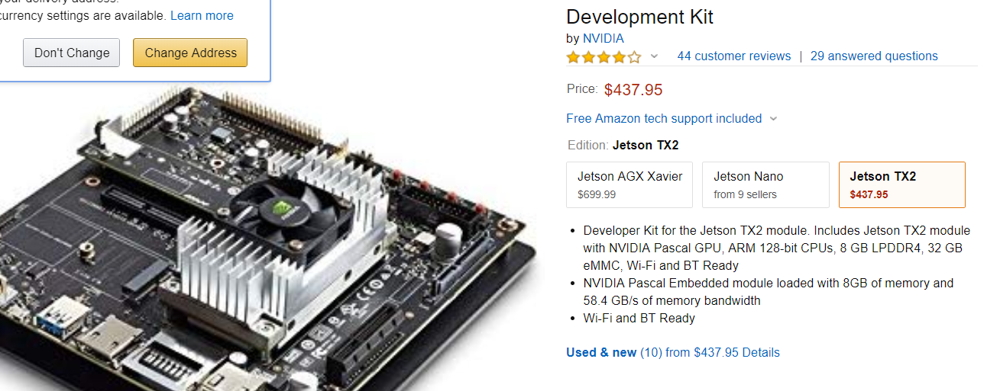 your delivery address.
currency settings are available. Learn more
Don't Change
Change Address
Development Kit
by NVIDIA
44 customer reviews | 29 answered questions
Price: $437.95
Free Amazon tech support included
Edition: Jetson TX2
Jetson AGX Xavier
$699.99
Jetson Nano
from 9 sellers
Jetson TX2
$437.95
• Developer Kit for the Jetson TX2 module. Includes Jetson TX2 module
with NVIDIA Pascal GPU, ARM 128-bit CPUs, 8 GB LPDDR4, 32 GB
eMMC, Wi-Fi and BT Ready
• NVIDIA Pascal Embedded module loaded with 8GB of memory and
58.4 GB/s of memory bandwidth
• Wi-Fi and BT Ready
Used & new (10) from $437.95 Details